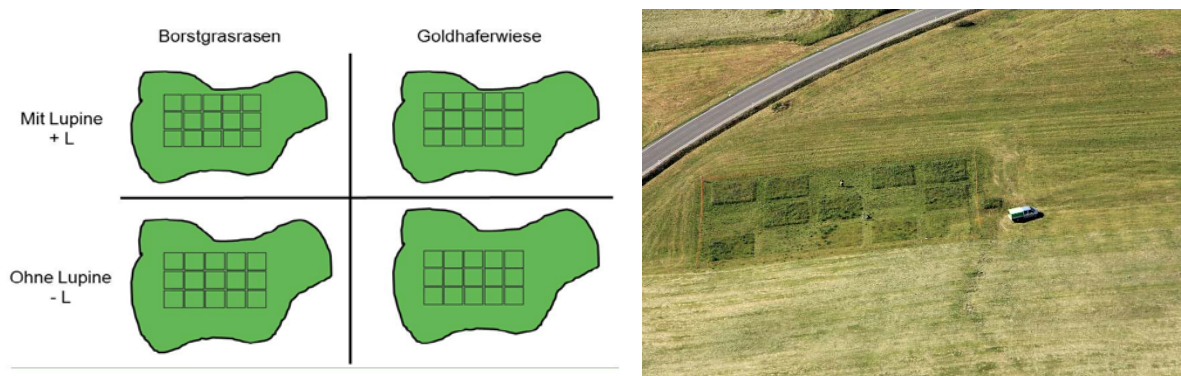 Borstgrasrasen
Goldhaferwiese
Mit Lupine
+ L
Ohne Lupine
- L